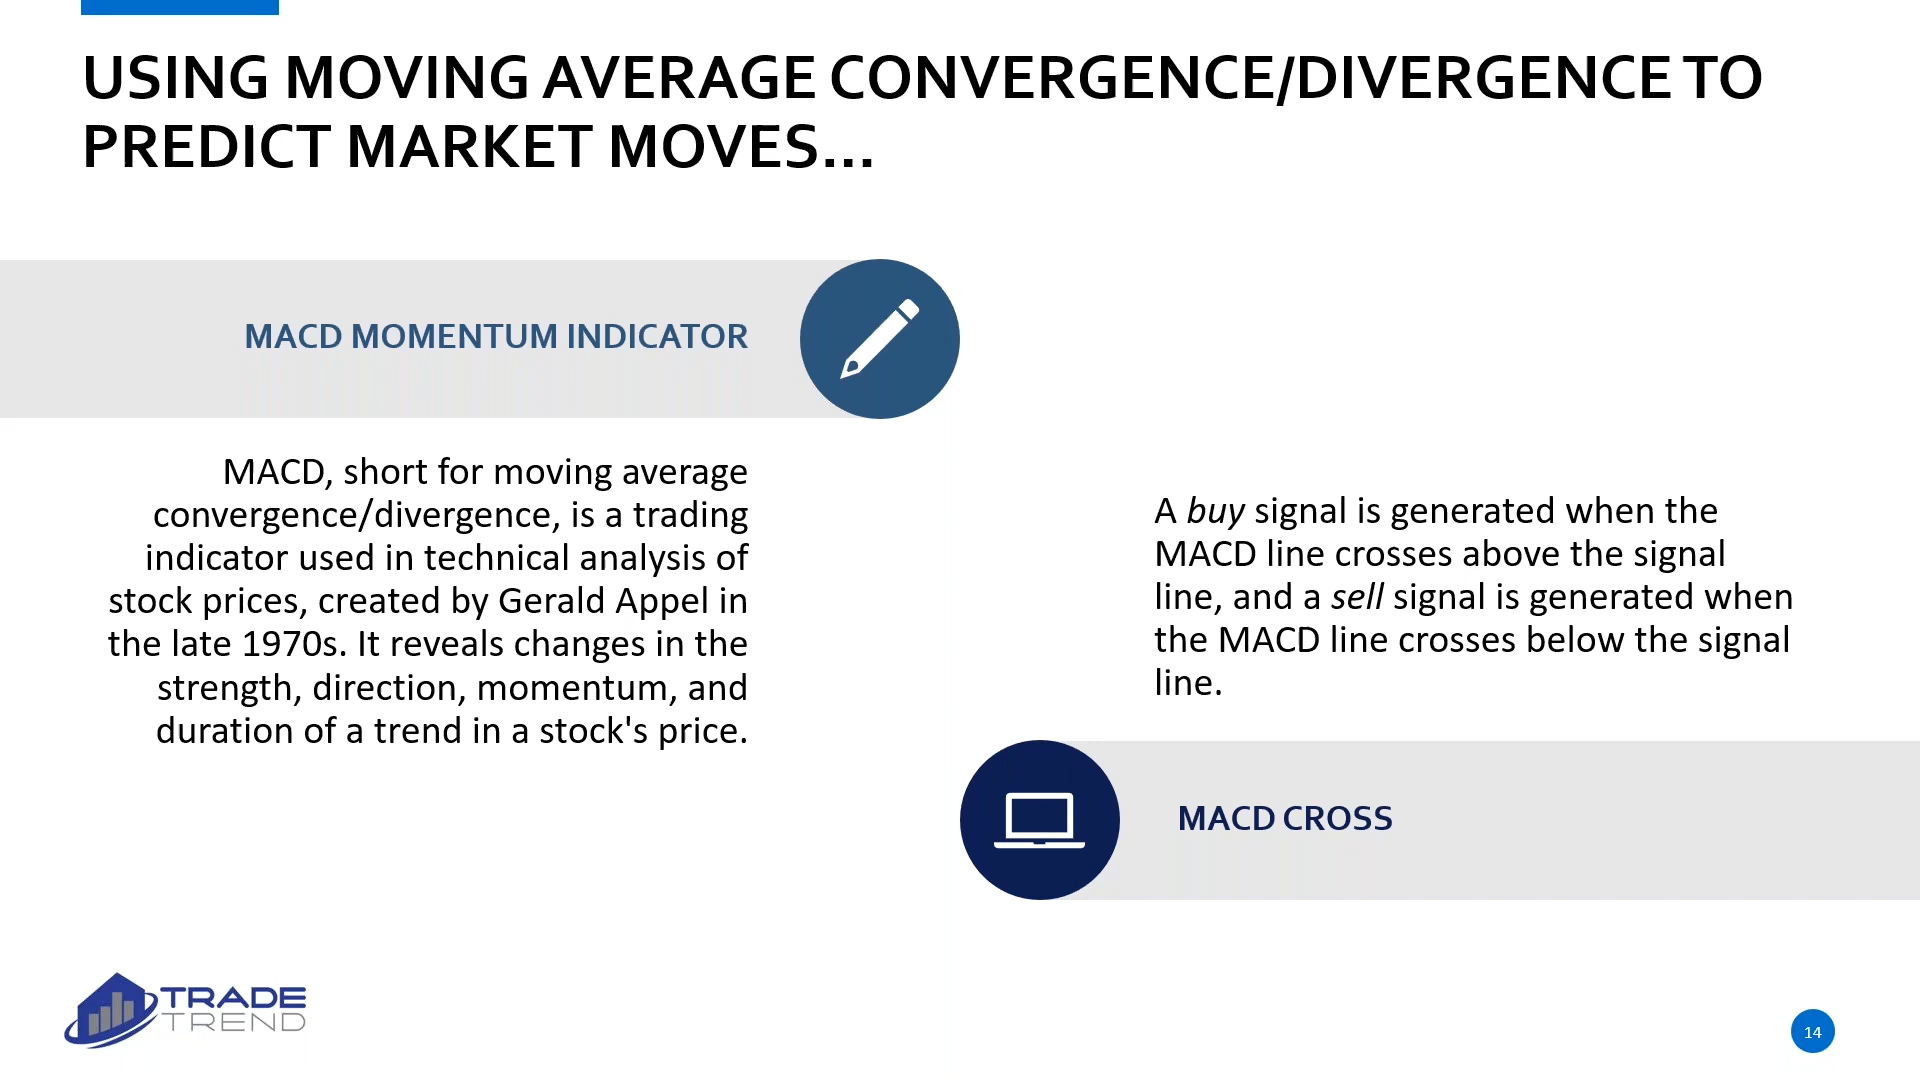 USING MOVING AVERAGE CONVERGENCE/DIVERGENCE TO
PREDICT MARKET MOVES...
MACD MOMENTUM INDICATOR
MACD, short for moving average
convergence/divergence, is a trading
indicator used in technical analysis of
stock prices, created by Gerald Appel in
the late 1970s. It reveals changes in the
strength, direction, momentum, and
duration of a trend in a stock's price.
A buy signal is generated when the
MACD line crosses above the signal
line, and a sell signal is generated when
the MACD line crosses below the signal
line.
MACD CROSS
TRADE
TREND
14